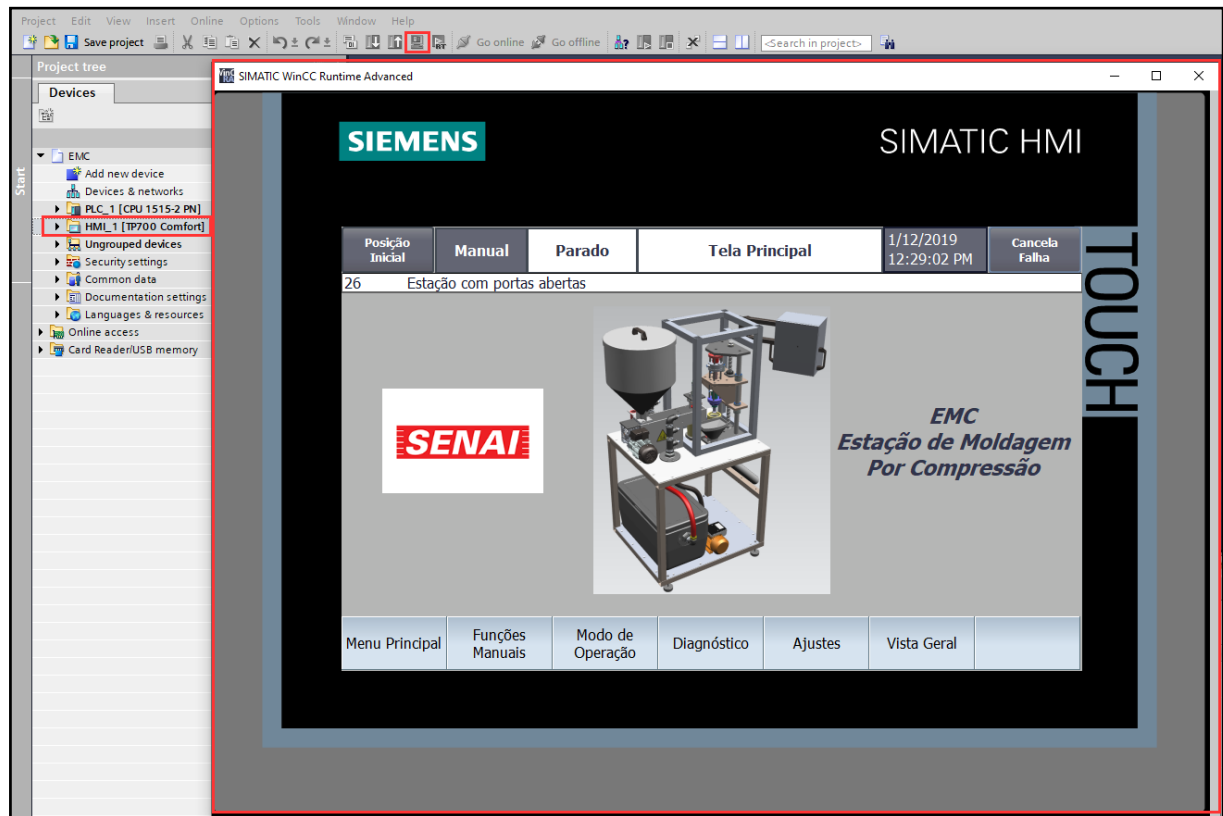 Project Edit View Insert Online Options Tools Window Help
Save project Go online Go offline <Search in project>
Project tree
SIMATIC WinCC Runtime Advanced
Devices
Start
EMC
Add new device
Devices & networks
PLC_1 [CPU 1515-2 PN]
HMI_1 [TP700 Comfort]
Ungrouped devices
Security settings
Common data
Documentation settings
Languages & resources
Online access
Card Reader/USB memory
SIEMENS
SIMATIC HMI
TOUCH
Posição
Inicial
Manual
Parado
Tela Principal
1/12/2019
12:29:02 PM
Cancela
Falha
26 Estação com portas abertas
SENAI
EMC
Estação de Moldagem
Por Compressão
Menu Principal
Funções
Manuais
Modo de
Operação
Diagnóstico
Ajustes
Vista Geral